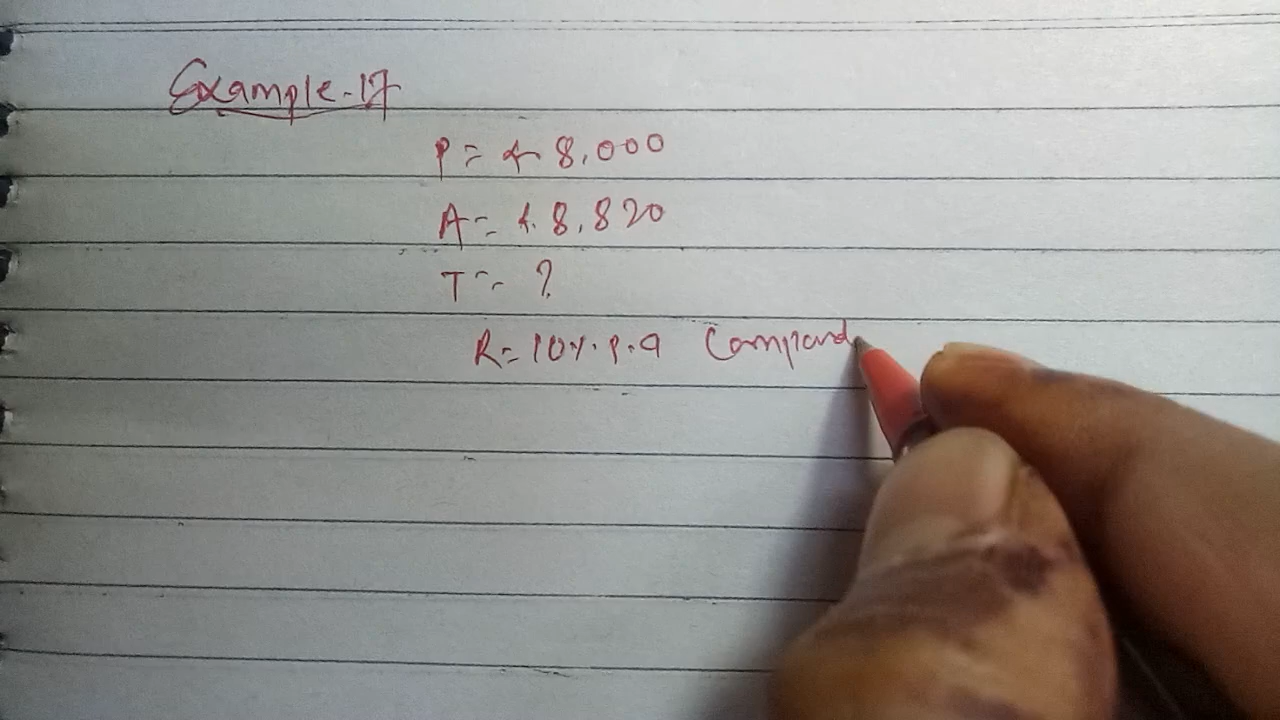 Example-17
P = ₹ 8,000
A = ₹. 8,820
T = ?
R = 10%.p.a Compound